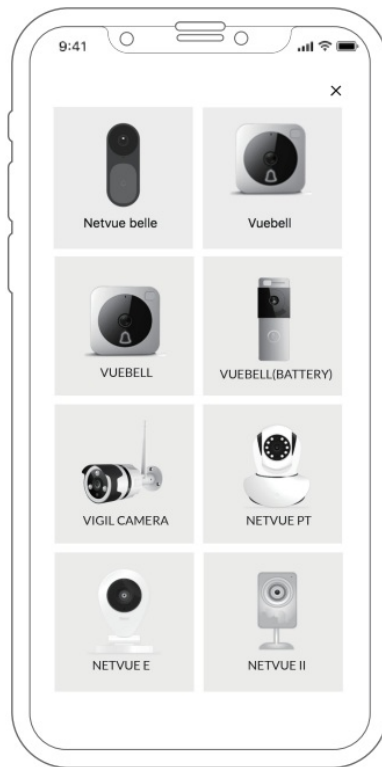 9:41
×
Netvue belle
Vuebell
VUEBELL
VUEBELL(BATTERY)
VIGIL CAMERA
NETVUE PT
NETVUE E
NETVUE II